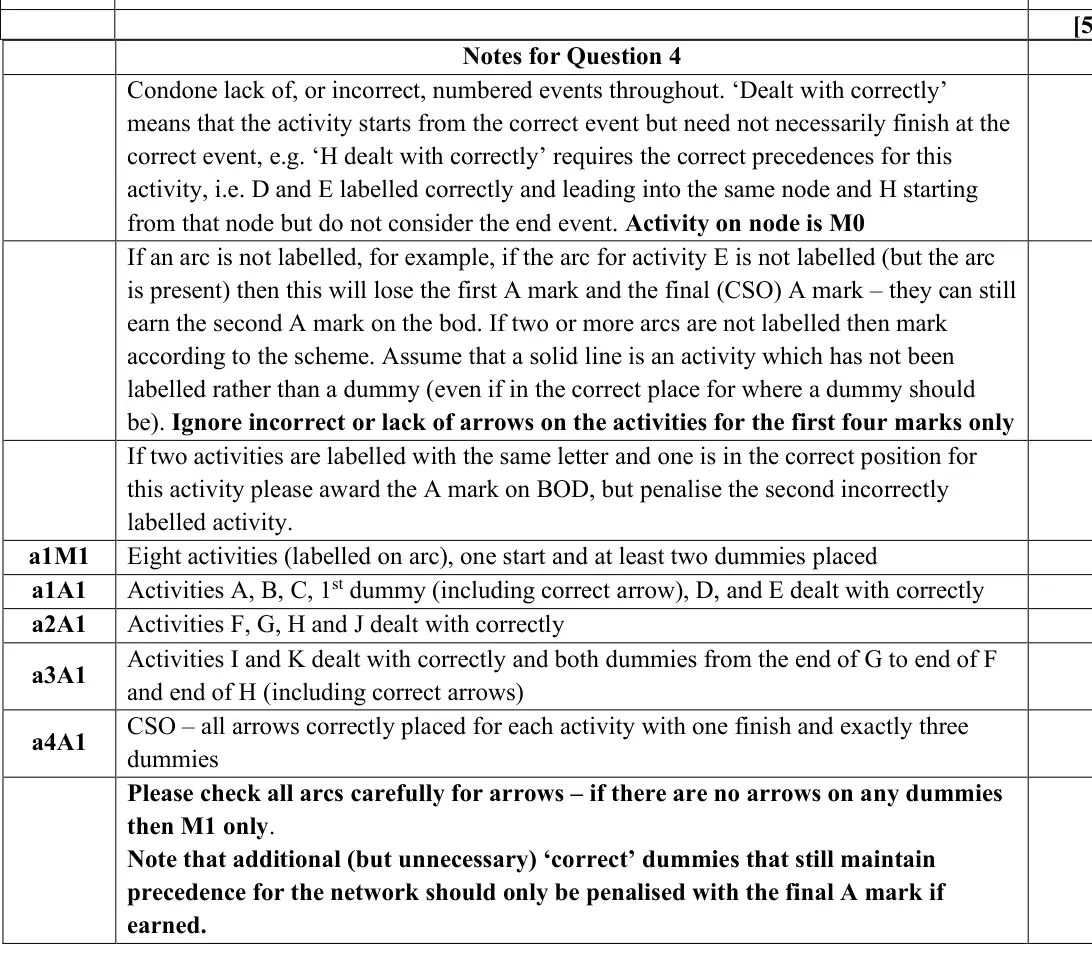 [5
Notes for Question 4
Condone lack of, or incorrect, numbered events throughout. ‘Dealt with correctly’
means that the activity starts from the correct event but need not necessarily finish at the
correct event, e.g. ‘H dealt with correctly’ requires the correct precedences for this
activity, i.e. D and E labelled correctly and leading into the same node and H starting
from that node but do not consider the end event. Activity on node is M0
If an arc is not labelled, for example, if the arc for activity E is not labelled (but the arc
is present) then this will lose the first A mark and the final (CSO) A mark – they can still
earn the second A mark on the bod. If two or more arcs are not labelled then mark
according to the scheme. Assume that a solid line is an activity which has not been
labelled rather than a dummy (even if in the correct place for where a dummy should
be). Ignore incorrect or lack of arrows on the activities for the first four marks only
If two activities are labelled with the same letter and one is in the correct position for
this activity please award the A mark on BOD, but penalise the second incorrectly
labelled activity.
a1M1 Eight activities (labelled on arc), one start and at least two dummies placed
a1A1 Activities A, B, C, 1st dummy (including correct arrow), D, and E dealt with correctly
a2A1 Activities F, G, H and J dealt with correctly
a3A1 Activities I and K dealt with correctly and both dummies from the end of G to end of F
and end of H (including correct arrows)
a4A1 CSO – all arrows correctly placed for each activity with one finish and exactly three
dummies
Please check all arcs carefully for arrows – if there are no arrows on any dummies
then M1 only.
Note that additional (but unnecessary) ‘correct’ dummies that still maintain
precedence for the network should only be penalised with the final A mark if
earned.